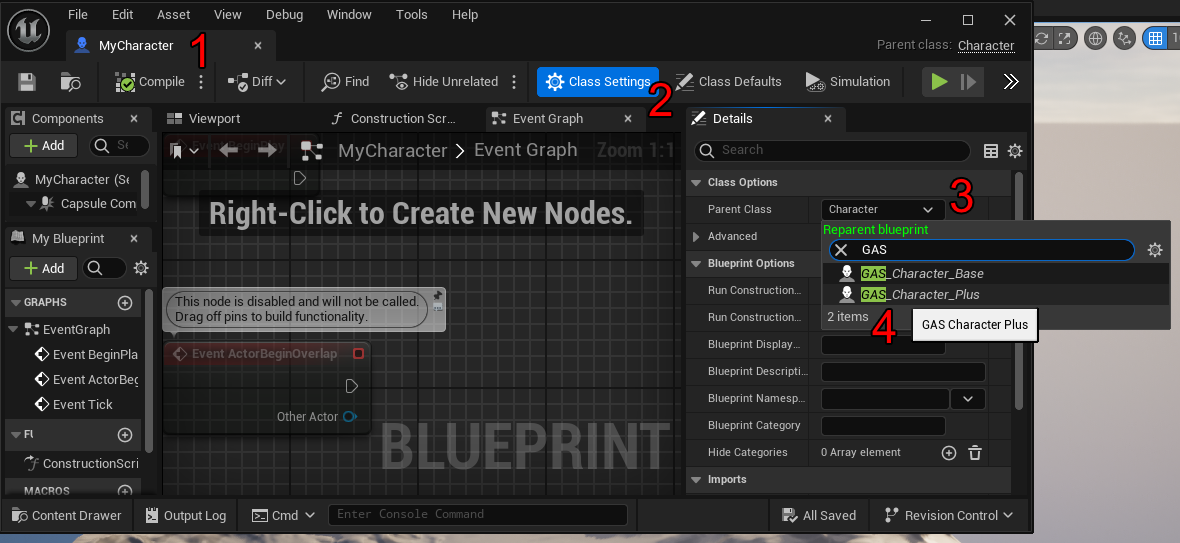 File Edit Asset View Debug Window Tools Help
MyCharacter
1
Parent class: Character
Compile Diff Find Hide Unrelated Class Settings Class Defaults Simulation
2
Components
Viewport Construction Scr... Event Graph
Details
Add
Se
MyCharacter (Se
Capsule Com
MyCharacter > Event Graph Zoom 1:1
Event BeginPlay
Right-Click to Create New Nodes.
Search
Class Options
Parent Class Character
3
Reparent blueprint
GAS
GAS_Character_Base
GAS_Character_Plus
2 items
4
GAS Character Plus
Advanced
Blueprint Options
Run Construction...
Run Construction...
Blueprint Display...
Blueprint Descripti...
Blueprint Namesp...
Blueprint Category
Hide Categories 0 Array element
Imports
My Blueprint
Add
GRAPHS
EventGraph
Event BeginPla
Event ActorBeg
Event Tick
FU
ConstructionScri
MACROS
This node is disabled and will not be called.
Drag off pins to build functionality.
Event ActorBeginOverlap
Other Actor
BLUEPRINT
Content Drawer Output Log Cmd Enter Console Command All Saved Revision Control